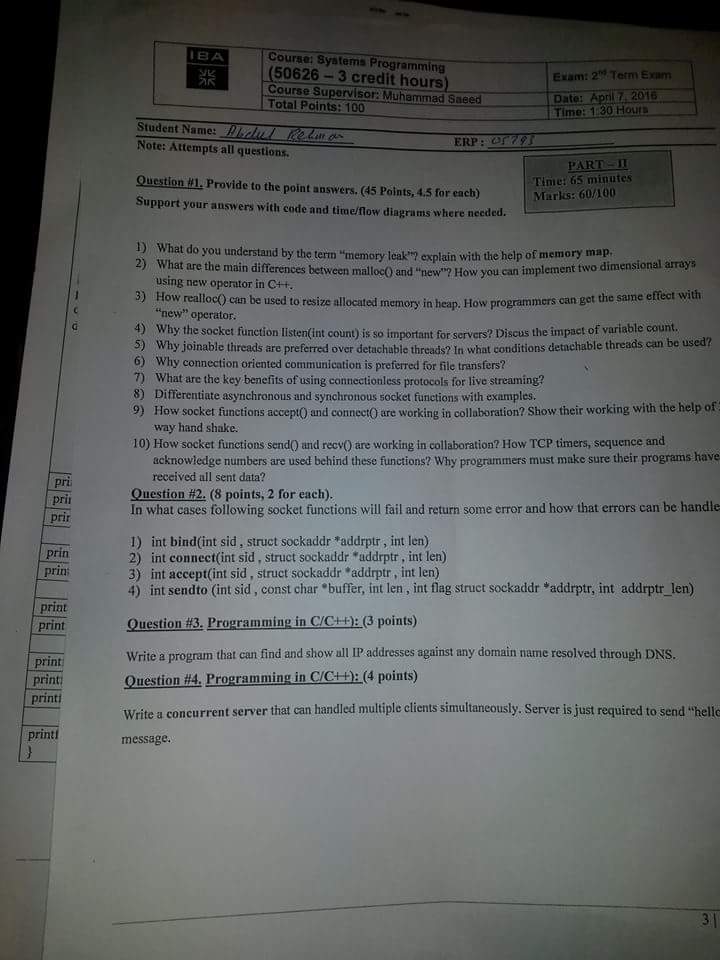 IBA
Course: Systems Programming
(50626 – 3 credit hours)
Course Supervisor: Muhammad Saeed
Total Points: 100
Exam: 2nd Term Exam
Date: April 7, 2016
Time: 1:30 Hours
Student Name: Abdul Rehman
ERP : 05793
Note: Attempts all questions.
PART – II
Time: 65 minutes
Marks: 60/100
Question #1. Provide to the point answers. (45 Points, 4.5 for each)
Support your answers with code and time/flow diagrams where needed.
1) What do you understand by the term “memory leak”? explain with the help of memory map.
2) What are the main differences between malloc() and “new”? How you can implement two dimensional arrays
using new operator in C++.
3) How realloc() can be used to resize allocated memory in heap. How programmers can get the same effect with
“new” operator.
4) Why the socket function listen(int count) is so important for servers? Discus the impact of variable count.
5) Why joinable threads are preferred over detachable threads? In what conditions detachable threads can be used?
6) Why connection oriented communication is preferred for file transfers?
7) What are the key benefits of using connectionless protocols for live streaming?
8) Differentiate asynchronous and synchronous socket functions with examples.
9) How socket functions accept() and connect() are working in collaboration? Show their working with the help of
way hand shake.
10) How socket functions send() and recv() are working in collaboration? How TCP timers, sequence and
acknowledge numbers are used behind these functions? Why programmers must make sure their programs have
received all sent data?
Question #2. (8 points, 2 for each).
In what cases following socket functions will fail and return some error and how that errors can be handle
1) int bind(int sid , struct sockaddr *addrptr , int len)
2) int connect(int sid , struct sockaddr *addrptr , int len)
3) int accept(int sid , struct sockaddr *addrptr , int len)
4) int sendto (int sid , const char *buffer, int len , int flag struct sockaddr *addrptr, int addrptr_len)
Question #3. Programming in C/C++): (3 points)
Write a program that can find and show all IP addresses against any domain name resolved through DNS.
Question #4. Programming in C/C++): (4 points)
Write a concurrent server that can handled multiple clients simultaneously. Server is just required to send “hello
message.
3 |
pri
prin
prin
prin
print
print
print
print
print
printf
}